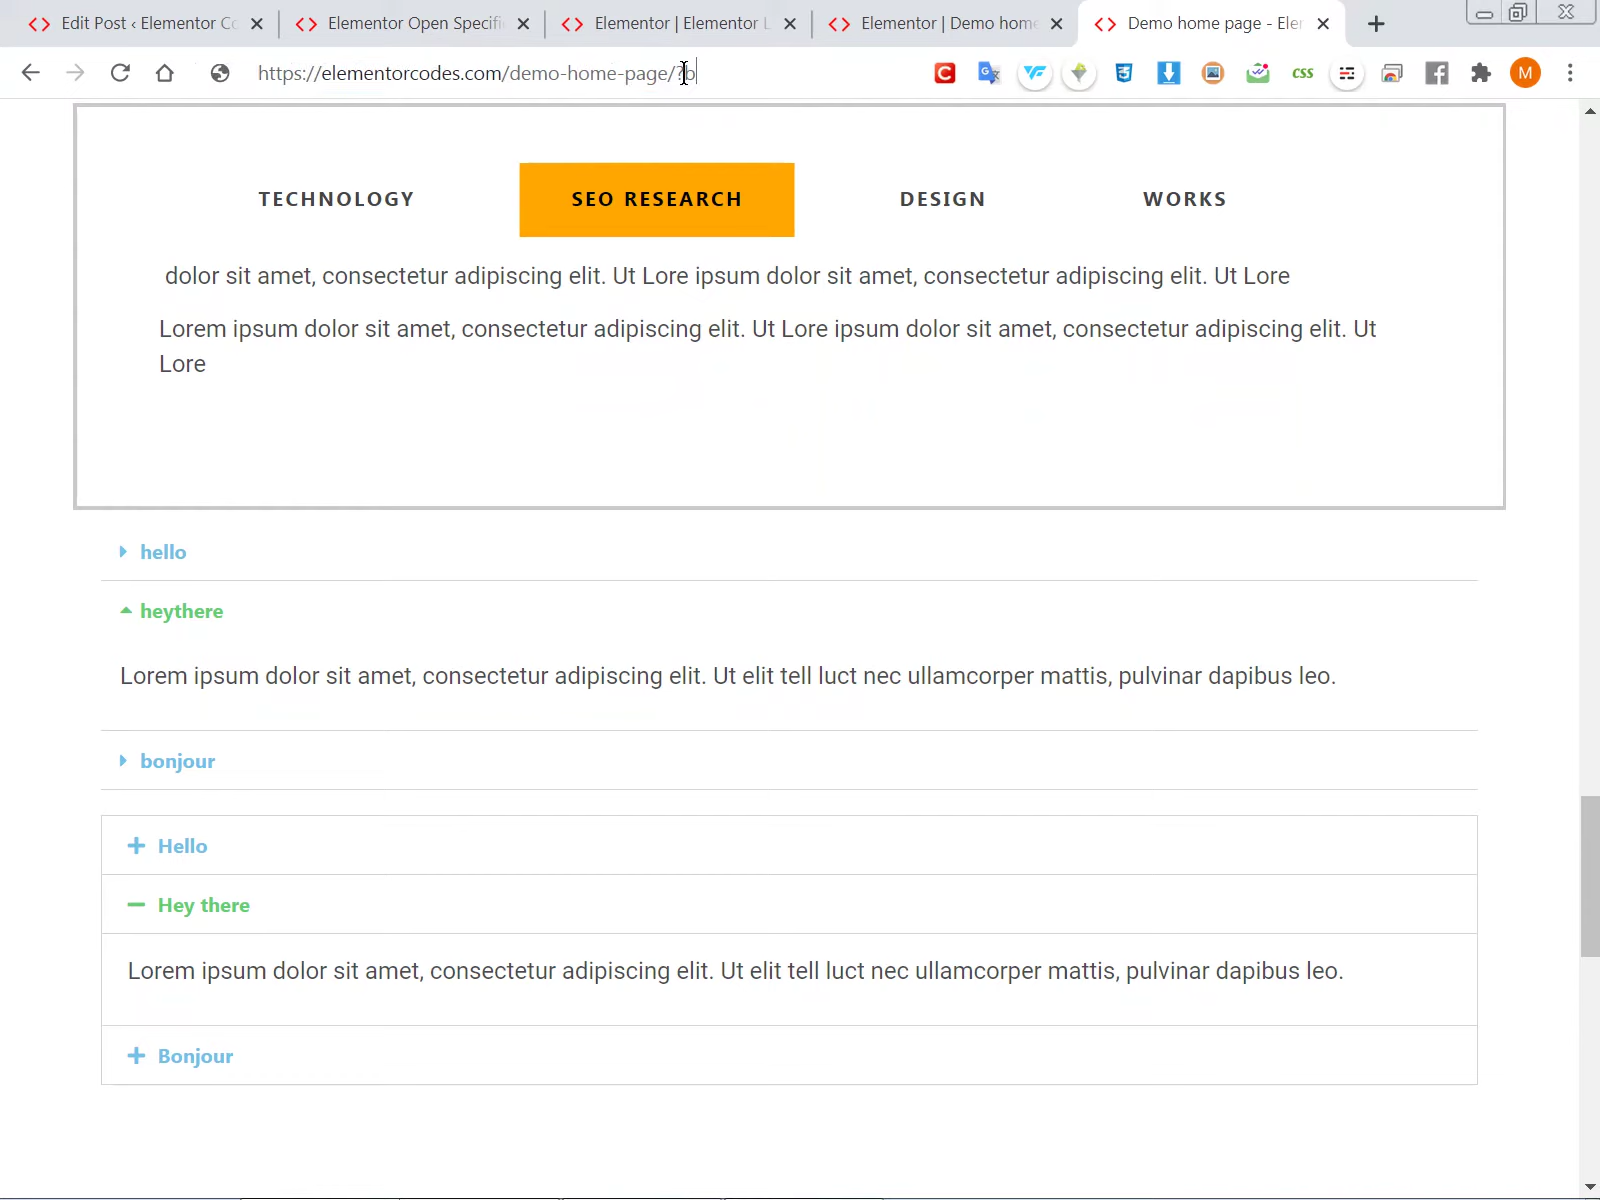 Edit Post ‹ Elementor Co
Elementor Open Specifi
Elementor | Elementor L
Elementor | Demo home
Demo home page - Eler
https://elementorcodes.com/demo-home-page/?b
css
M
TECHNOLOGY
SEO RESEARCH
DESIGN
WORKS
dolor sit amet, consectetur adipiscing elit. Ut Lore ipsum dolor sit amet, consectetur adipiscing elit. Ut Lore
Lorem ipsum dolor sit amet, consectetur adipiscing elit. Ut Lore ipsum dolor sit amet, consectetur adipiscing elit. Ut
Lore
hello
heythere
Lorem ipsum dolor sit amet, consectetur adipiscing elit. Ut elit tell luct nec ullamcorper mattis, pulvinar dapibus leo.
bonjour
Hello
Hey there
Lorem ipsum dolor sit amet, consectetur adipiscing elit. Ut elit tell luct nec ullamcorper mattis, pulvinar dapibus leo.
Bonjour